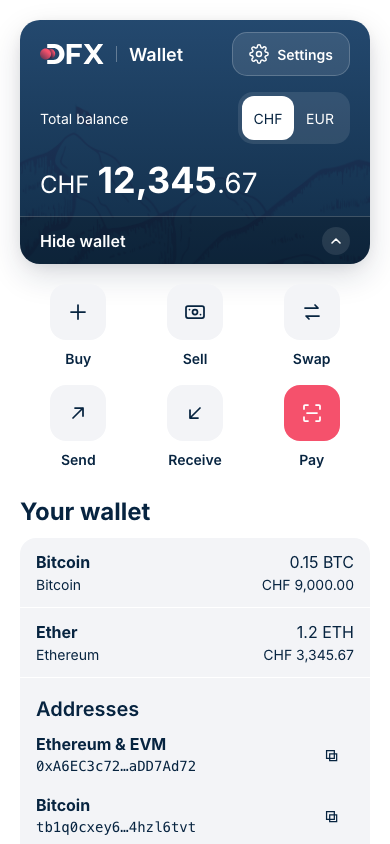 DFX Wallet Settings
Total balance CHF EUR
CHF 12,345.67
Hide wallet
Buy Sell Swap
Send Receive Pay
Your wallet
Bitcoin 0.15 BTC
Bitcoin CHF 9,000.00
Ether 1.2 ETH
Ethereum CHF 3,345.67
Addresses
Ethereum & EVM
0xA6EC3c72…aDD7Ad72
Bitcoin
tb1q0cxey6…4hzl6tvt